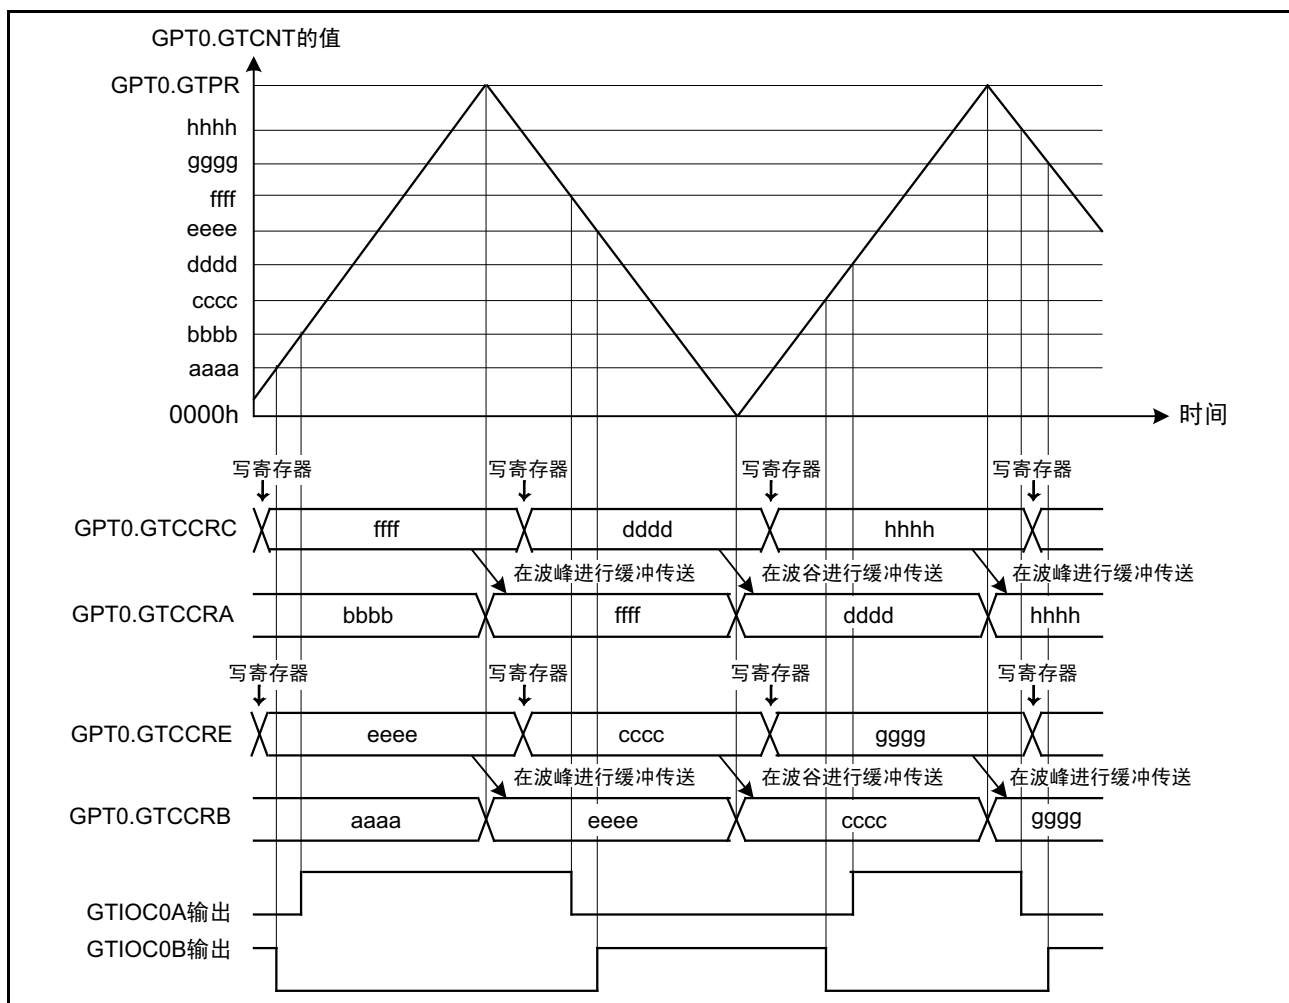 GPT0.GTCNT的值
GPT0.GTPR
hhhh
gggg
ffff
eeee
dddd
cccc
bbbb
aaaa
0000h
时间
写寄存器 写寄存器 写寄存器 写寄存器
GPT0.GTCCRC ffff dddd hhhh
在波峰进行缓冲传送 在波谷进行缓冲传送 在波峰进行缓冲传送
GPT0.GTCCRA bbbb ffff dddd hhhh
写寄存器 写寄存器 写寄存器 写寄存器
GPT0.GTCCRE eeee cccc gggg
在波峰进行缓冲传送 在波谷进行缓冲传送 在波峰进行缓冲传送
GPT0.GTCCRB aaaa eeee cccc gggg
GTIOC0A输出
GTIOC0B输出